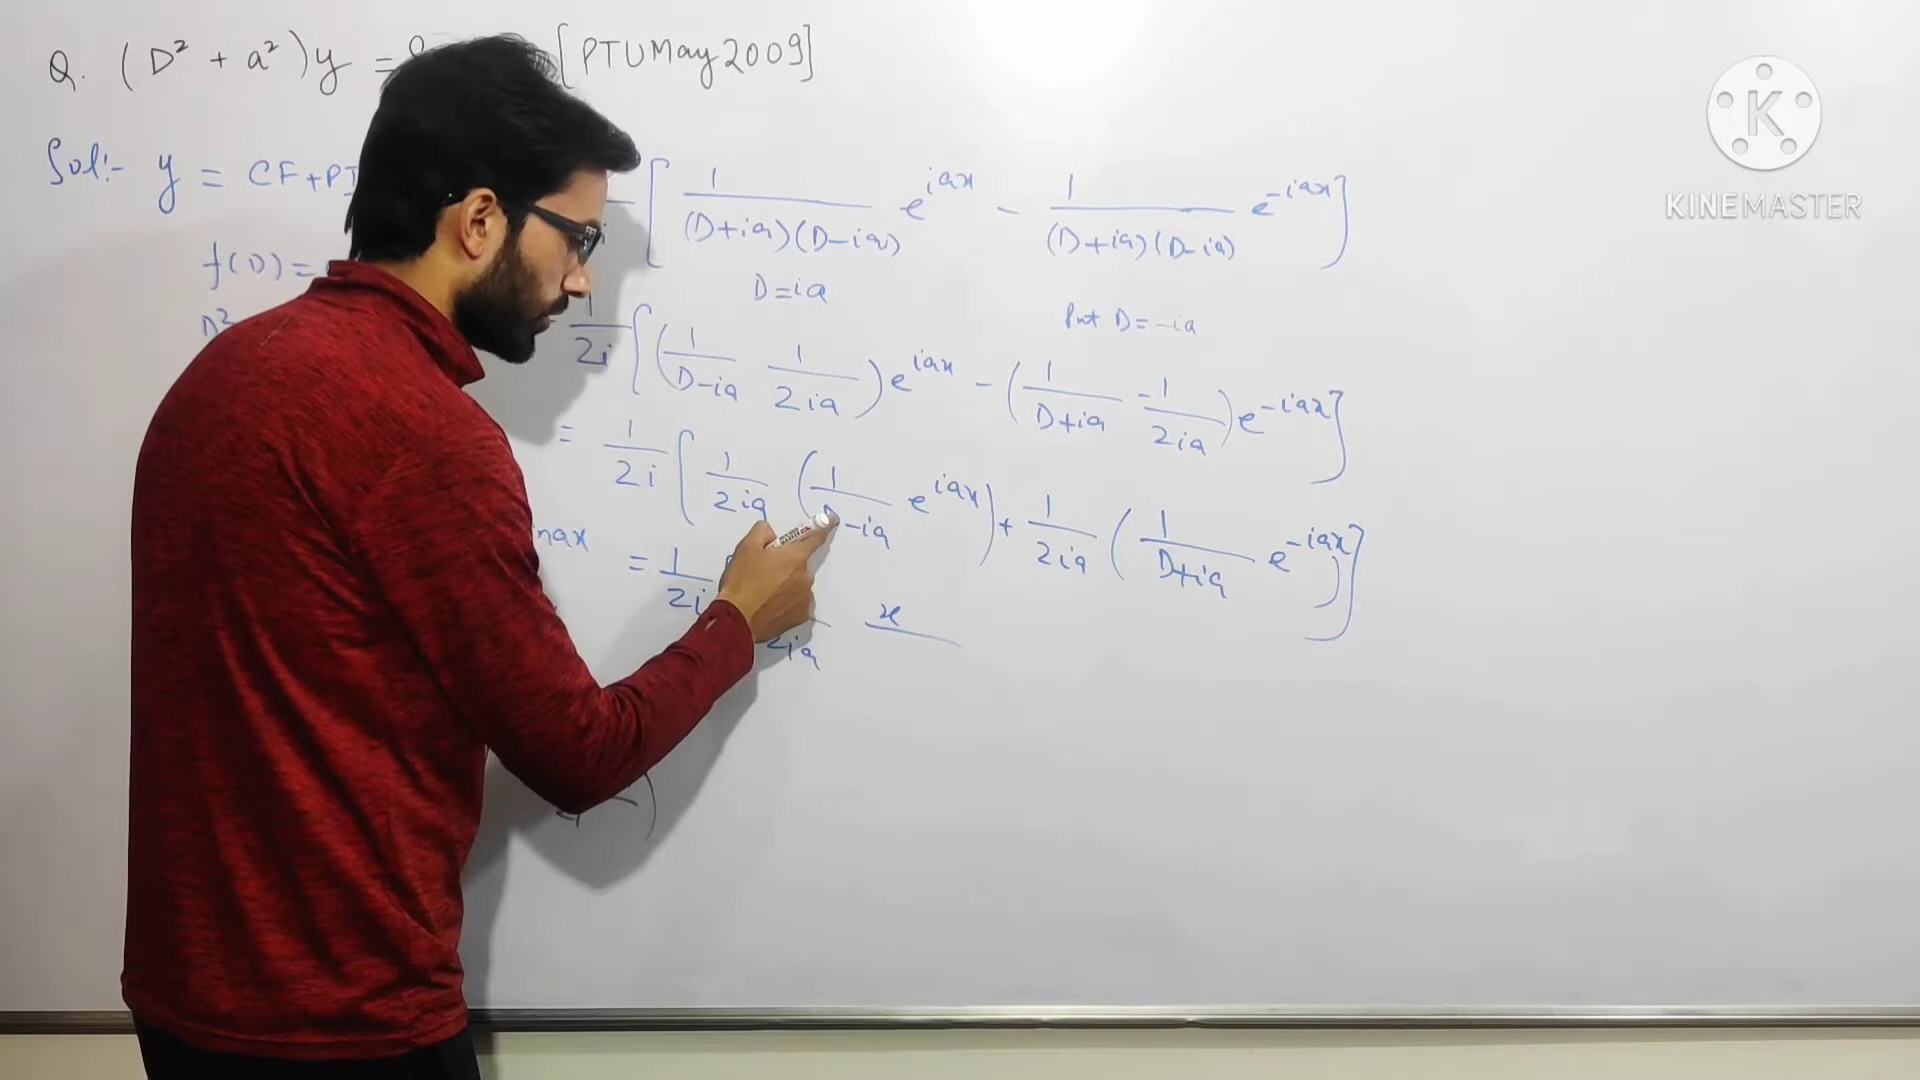 Q. (D² + a²)y = [PTU May 2009]
Sol:- y = CF+PI
[ 1/((D+ia)(D-ia)) e^{iax} - 1/((D+ia)(D-ia)) e^{-iax} ]
f(D)=
D=ia
Put D=-ia
D²
1/2i [ (1/(D-ia) 1/2ia) e^{iax} - (1/(D+ia) -1/2ia) e^{-iax} ]
= 1/2i [ 1/2ia (1/(D-ia) e^{iax}) + 1/2ia (1/(D+ia) e^{-iax}) ]
nax
= 1/2i
2ia x
K
KINEMASTER